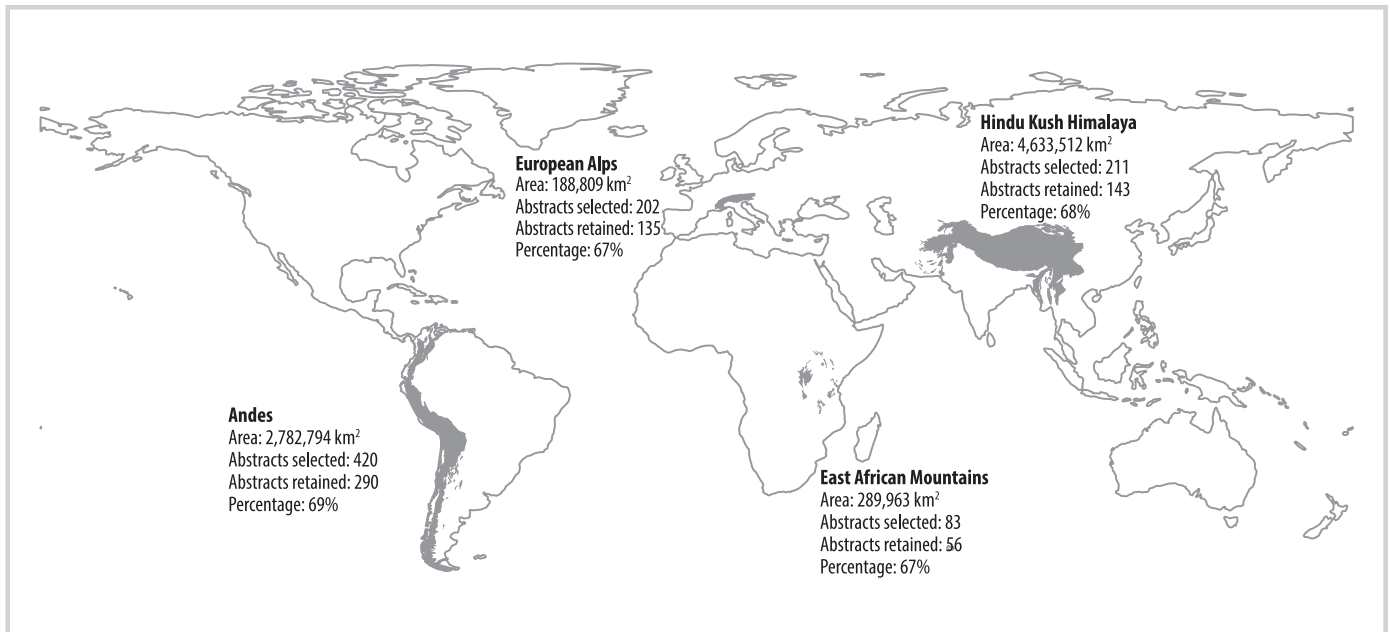 European Alps
Area: 188,809 km²
Abstracts selected: 202
Abstracts retained: 135
Percentage: 67%
Hindu Kush Himalaya
Area: 4,633,512 km²
Abstracts selected: 211
Abstracts retained: 143
Percentage: 68%
Andes
Area: 2,782,794 km²
Abstracts selected: 420
Abstracts retained: 290
Percentage: 69%
East African Mountains
Area: 289,963 km²
Abstracts selected: 83
Abstracts retained: 56
Percentage: 67%